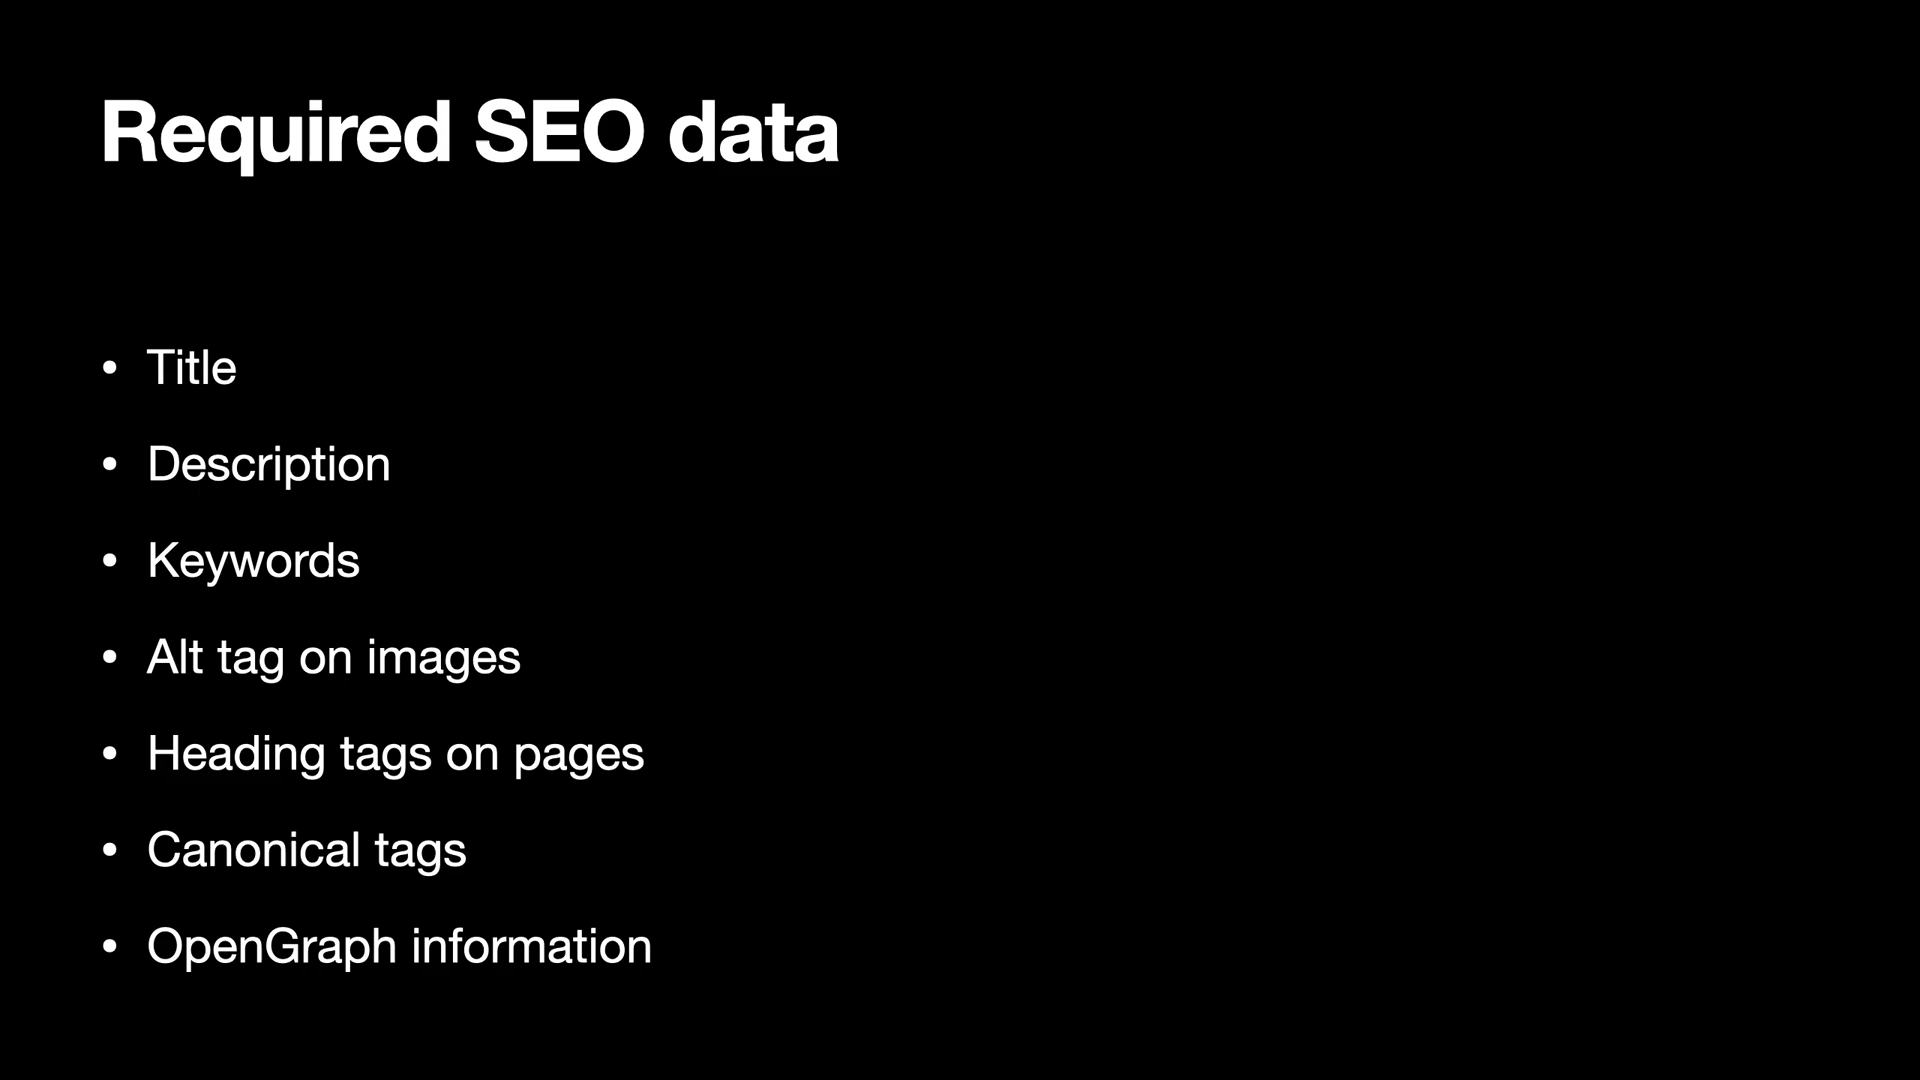 Required SEO data
• Title
• Description
• Keywords
• Alt tag on images
• Heading tags on pages
• Canonical tags
• OpenGraph information